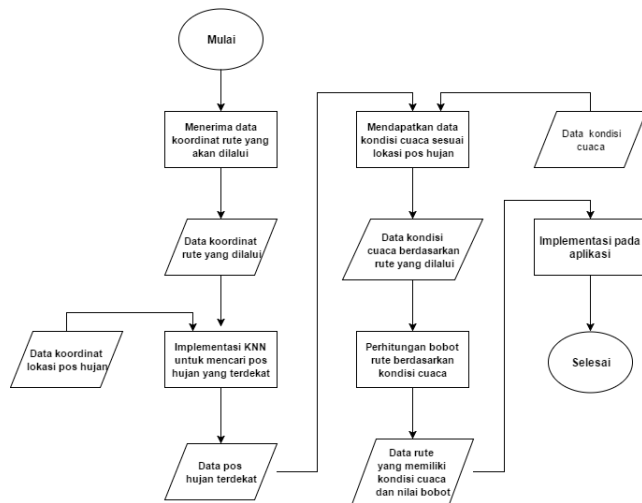 Mulai
Menerima data
koordinat rute yang
akan dilalui
Data koordinat
rute yang dilalui
Data koordinat
lokasi pos hujan
Implementasi KNN
untuk mencari pos
hujan yang terdekat
Data pos
hujan terdekat
Mendapatkan data
kondisi cuaca sesuai
lokasi pos hujan
Data kondisi
cuaca
Data kondisi
cuaca berdasarkan
rute yang dilalui
Perhitungan bobot
rute berdasarkan
kondisi cuaca
Data rute
yang memiliki
kondisi cuaca
dan nilai bobot
Implementasi pada
aplikasi
Selesai